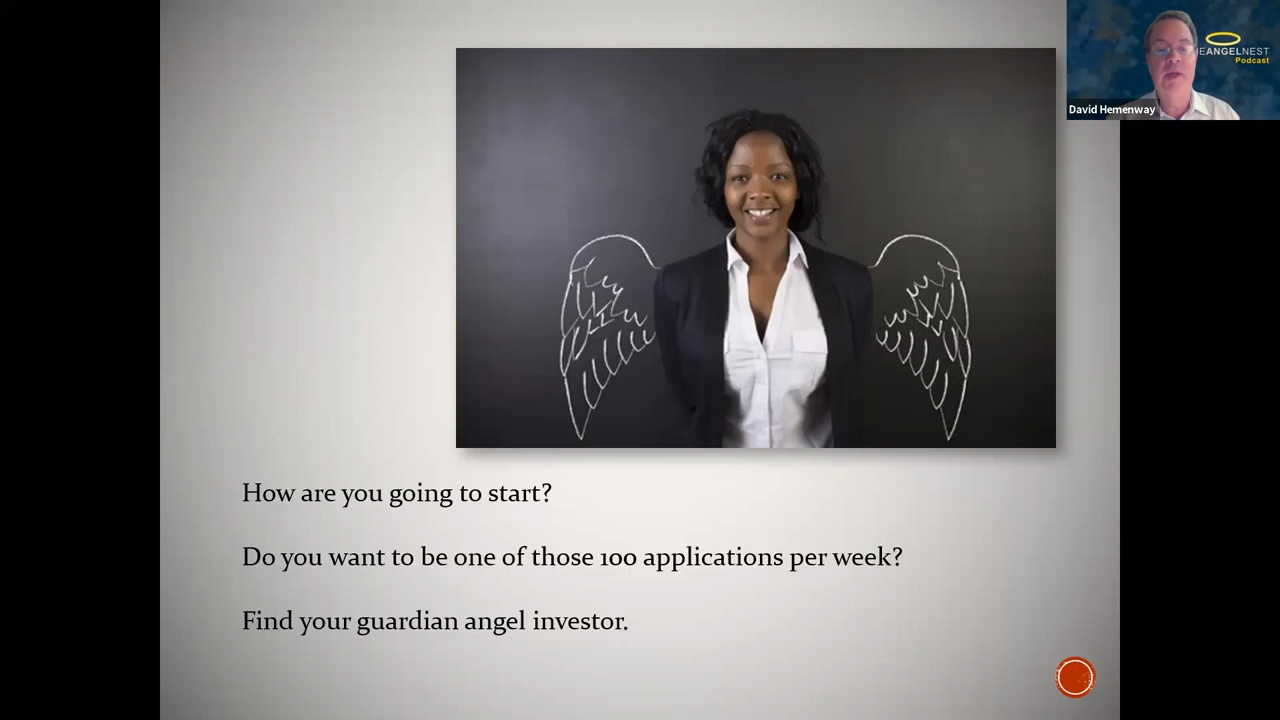 How are you going to start?
Do you want to be one of those 100 applications per week?
Find your guardian angel investor.
ANGELNEST
Podcast
David Hemenway